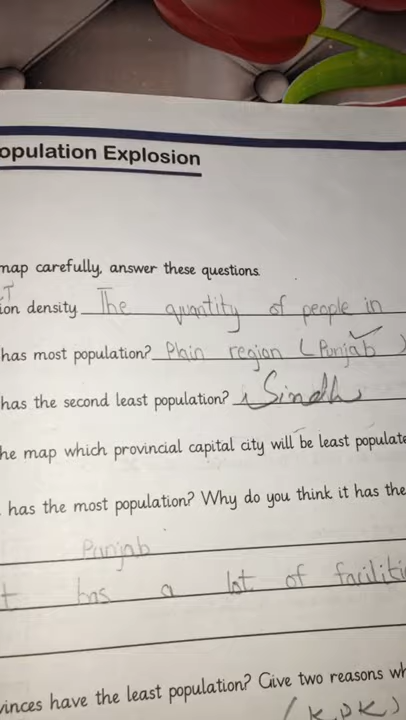 opulation Explosion
map carefully, answer these questions.
T
ion density The quantity of people in
has most population? Plain region (Punjab)
has the second least population? Sindh
he map which provincial capital city will be least populate
has the most population? Why do you think it has the
Punjab
t has a lot of faciliti
vinces have the least population? Give two reasons wh
(K.P.K)